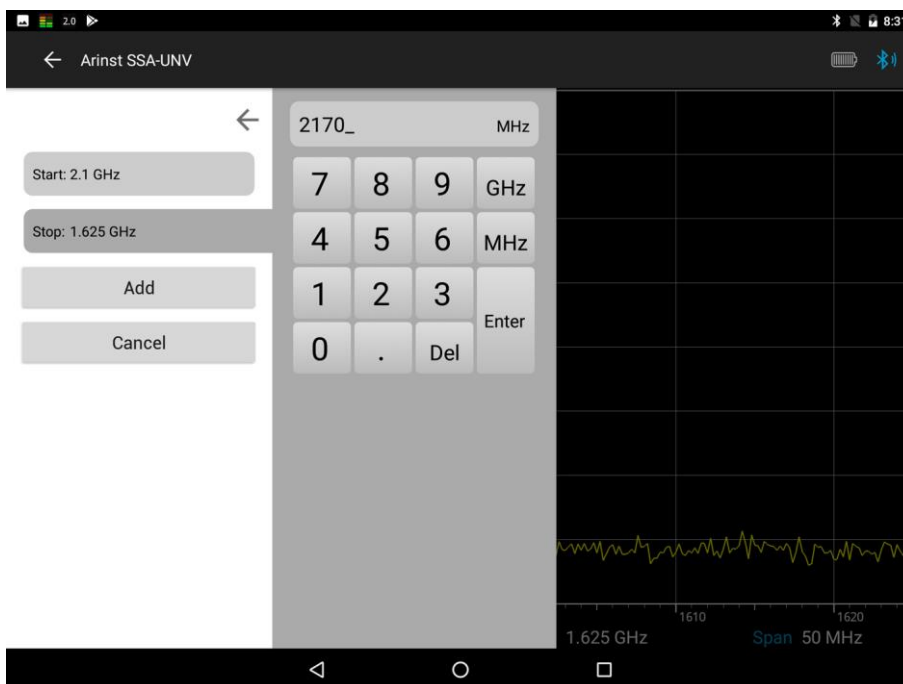 2.0
8:31
Arinst SSA-UNV
Start: 2.1 GHz
Stop: 1.625 GHz
Add
Cancel
2170_ MHz
7 8 9 GHz
4 5 6 MHz
1 2 3 Enter
0 . Del
1610 1620
1.625 GHz Span 50 MHz